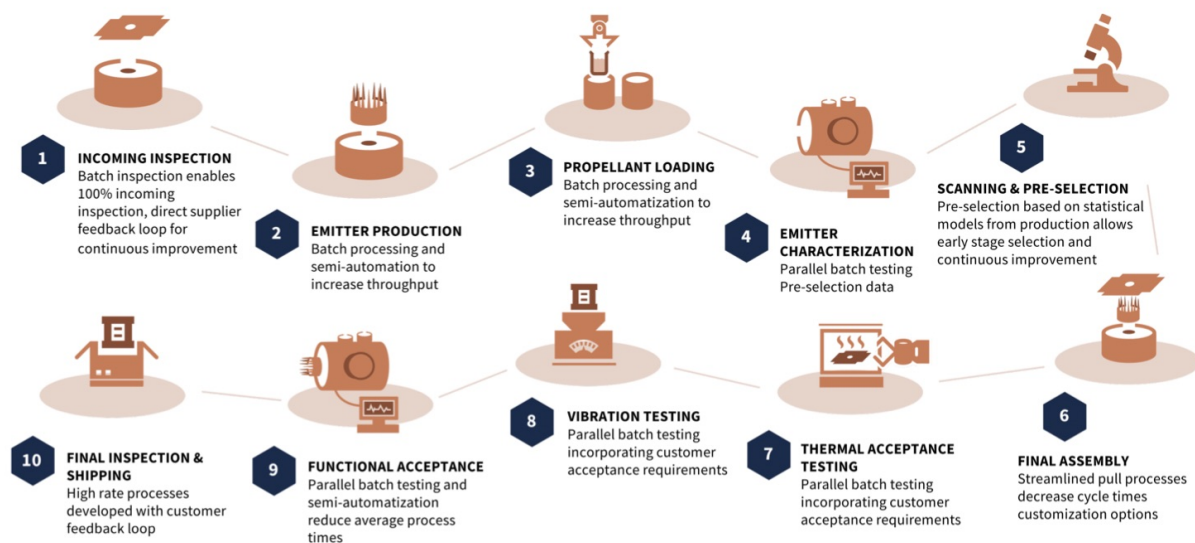 1
INCOMING INSPECTION
Batch inspection enables
100% incoming
inspection, direct supplier
feedback loop for
continuous improvement
2
EMITTER PRODUCTION
Batch processing and
semi-automation to
increase throughput
3
PROPELLANT LOADING
Batch processing and
semi-automatization to
increase throughput
4
EMITTER
CHARACTERIZATION
Parallel batch testing
Pre-selection data
5
SCANNING & PRE-SELECTION
Pre-selection based on statistical
models from production allows
early stage selection and
continuous improvement
6
FINAL ASSEMBLY
Streamlined pull processes
decrease cycle times
customization options
7
THERMAL ACCEPTANCE
TESTING
Parallel batch testing
incorporating customer
acceptance requirements
8
VIBRATION TESTING
Parallel batch testing
incorporating customer
acceptance requirements
9
FUNCTIONAL ACCEPTANCE
Parallel batch testing and
semi-automatization
reduce average process
times
10
FINAL INSPECTION &
SHIPPING
High rate processes
developed with customer
feedback loop